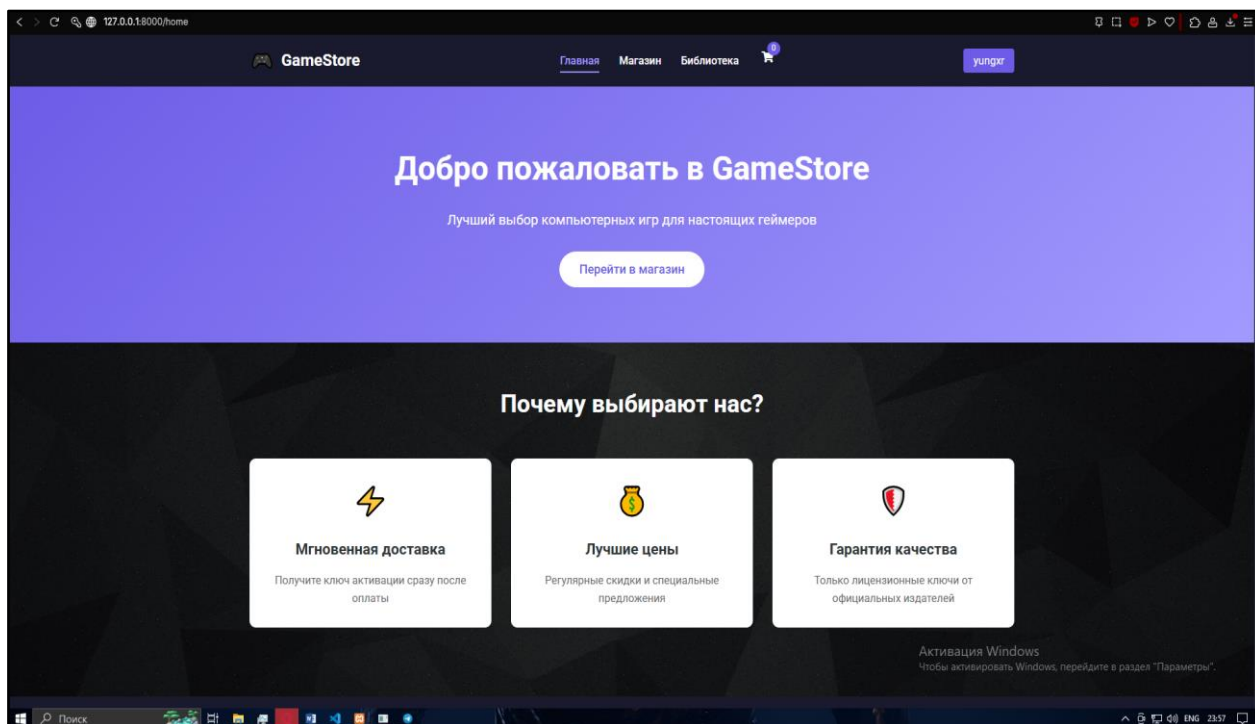 127.0.0.1:8000/home
GameStore
Главная Магазин Библиотека 0
yungxr
Добро пожаловать в GameStore
Лучший выбор компьютерных игр для настоящих геймеров
Перейти в магазин
Почему выбирают нас?
Мгновенная доставка
Получите ключ активации сразу после
оплаты
Лучшие цены
Регулярные скидки и специальные
предложения
Гарантия качества
Только лицензионные ключи от
официальных издателей
Активация Windows
Чтобы активировать Windows, перейдите в раздел "Параметры".
Поиск
ENG 23:57